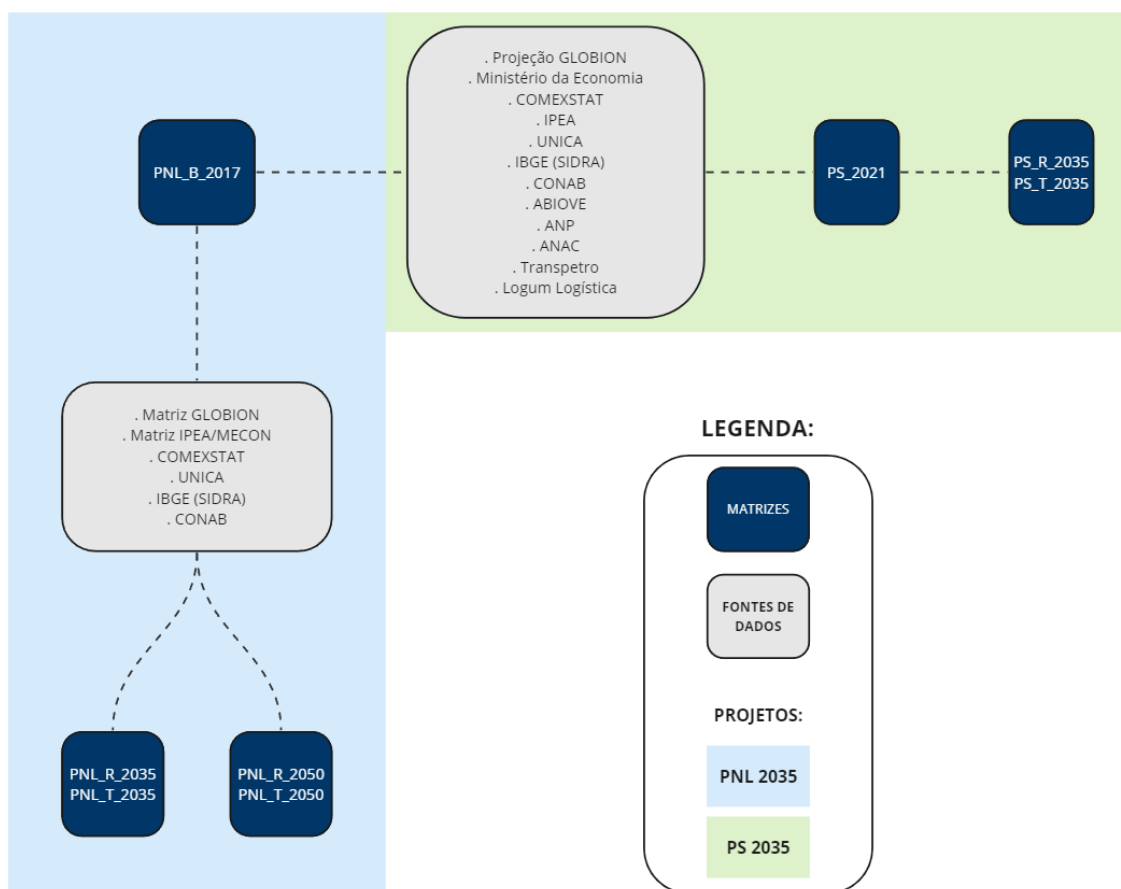 . Projeção GLOBION
. Ministério da Economia
. COMEXSTAT
. IPEA
. UNICA
. IBGE (SIDRA)
. CONAB
. ABIOVE
. ANP
. ANAC
. Transpetro
. Logum Logística
PNL_B_2017
PS_2021
PS_R_2035
PS_T_2035
. Matriz GLOBION
. Matriz IPEA/MECON
. COMEXSTAT
. UNICA
. IBGE (SIDRA)
. CONAB
PNL_R_2035
PNL_T_2035
PNL_R_2050
PNL_T_2050
LEGENDA:
MATRIZES
FONTES DE
DADOS
PROJETOS:
PNL 2035
PS 2035